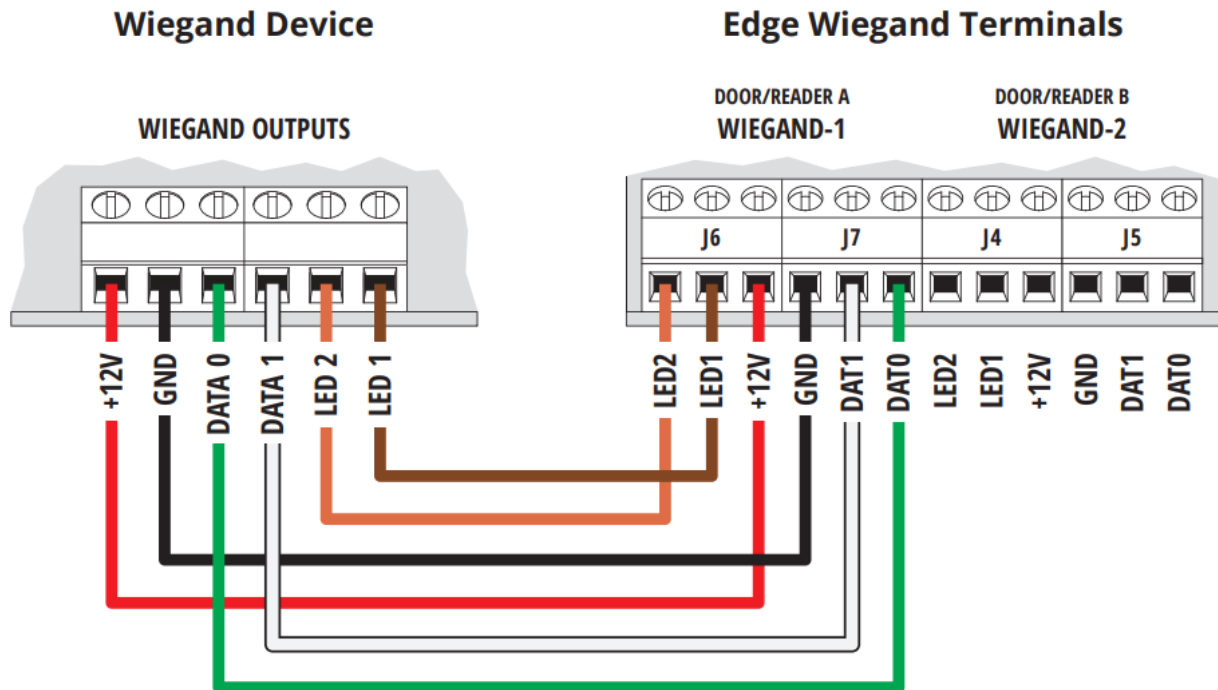 Wiegand Device
Edge Wiegand Terminals
WIEGAND OUTPUTS
DOOR/READER A
WIEGAND-1
DOOR/READER B
WIEGAND-2
J6 J7 J4 J5
+12V GND DATA 0 DATA 1 LED 2 LED 1
LED2 LED1 +12V GND DAT1 DAT0 LED2 LED1 +12V GND DAT1 DAT0